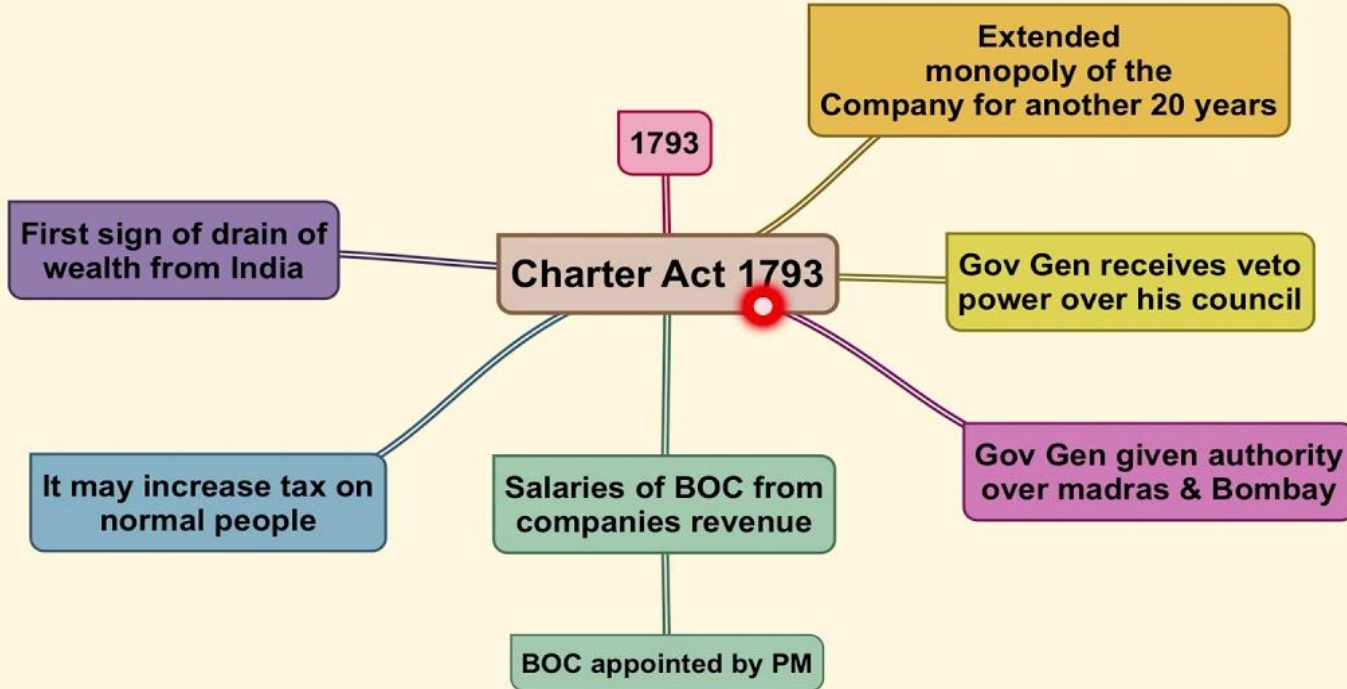 Extended
monopoly of the
Company for another 20 years
1793
First sign of drain of
wealth from India
Charter Act 1793
Gov Gen receives veto
power over his council
It may increase tax on
normal people
Salaries of BOC from
companies revenue
Gov Gen given authority
over madras & Bombay
BOC appointed by PM